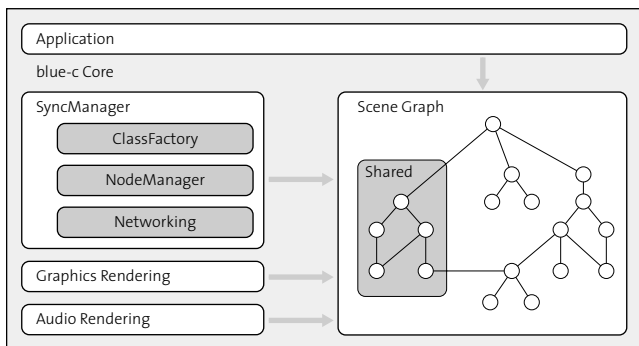 Application
blue-c Core
SyncManager
ClassFactory
NodeManager
Networking
Graphics Rendering
Audio Rendering
Scene Graph
Shared